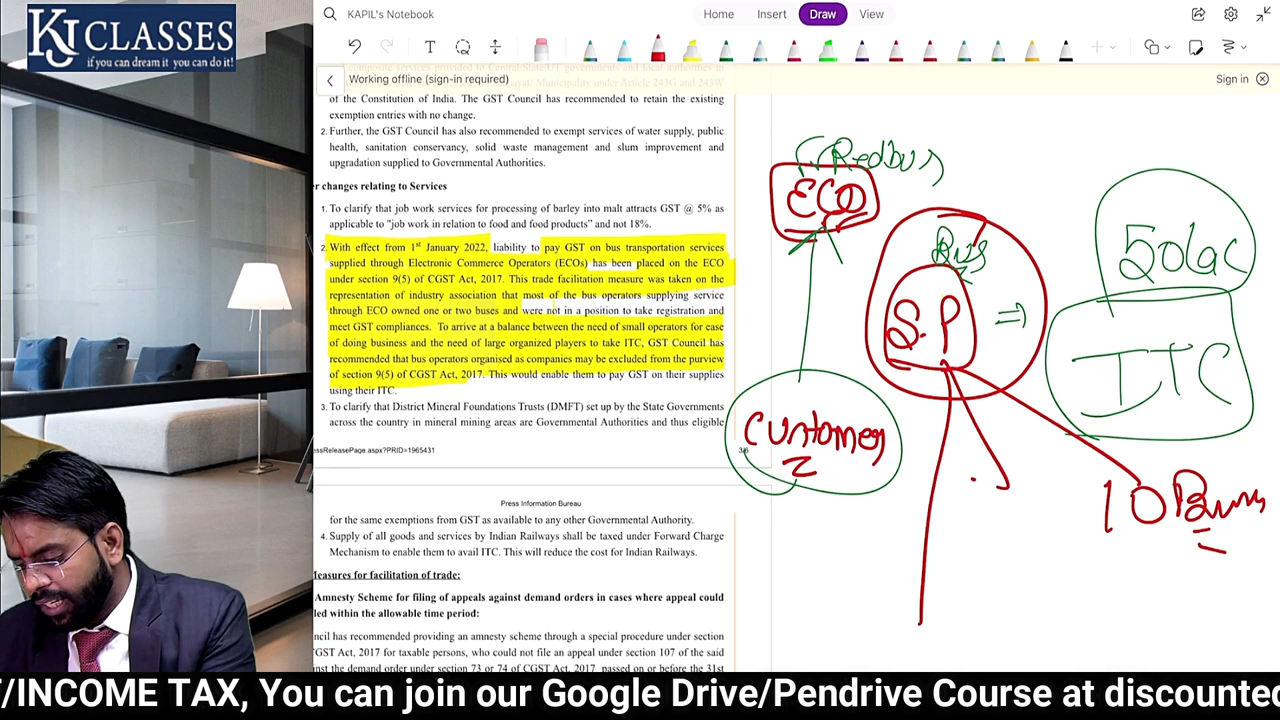 KJ CLASSES
if you can dream it you can do it!
KAPIL's Notebook
Home Insert Draw View
Working offline (sign-in required)
Sign in
of the Constitution of India. The GST Council has recommended to retain the existing
exemption entries with no change.
2. Further, the GST Council has also recommended to exempt services of water supply, public
health, sanitation conservancy, solid waste management and slum improvement and
upgradation supplied to Governmental Authorities.
r changes relating to Services
1. To clarify that job work services for processing of barley into malt attracts GST @ 5% as
applicable to "job work in relation to food and food products" and not 18%.
2. With effect from 1st January 2022, liability to pay GST on bus transportation services
supplied through Electronic Commerce Operators (ECOs) has been placed on the ECO
under section 9(5) of CGST Act, 2017. This trade facilitation measure was taken on the
representation of industry association that most of the bus operators supplying service
through ECO owned one or two buses and were not in a position to take registration and
meet GST compliances. To arrive at a balance between the need of small operators for ease
of doing business and the need of large organized players to take ITC, GST Council has
recommended that bus operators organised as companies may be excluded from the purview
of section 9(5) of CGST Act, 2017. This would enable them to pay GST on their supplies
using their ITC.
3. To clarify that District Mineral Foundations Trusts (DMFT) set up by the State Governments
across the country in mineral mining areas are Governmental Authorities and thus eligible
essReleasePage.aspx?PRID=1965431
Press Information Bureau
for the same exemptions from GST as available to any other Governmental Authority.
4. Supply of all goods and services by Indian Railways shall be taxed under Forward Charge
Mechanism to enable them to avail ITC. This will reduce the cost for Indian Railways.
Measures for facilitation of trade:
Amnesty Scheme for filing of appeals against demand orders in cases where appeal could
led within the allowable time period:
ncil has recommended providing an amnesty scheme through a special procedure under section
GST Act, 2017 for taxable persons, who could not file an appeal under section 107 of the said
inst the demand order under section 73 or 74 of CGST Act, 2017, passed on or before the 31st
Redbus
ECO
Bus
S.P ⇒
50lac
ITC
Customer
10
T/INCOME TAX, You can join our Google Drive/Pendrive Course at discounted